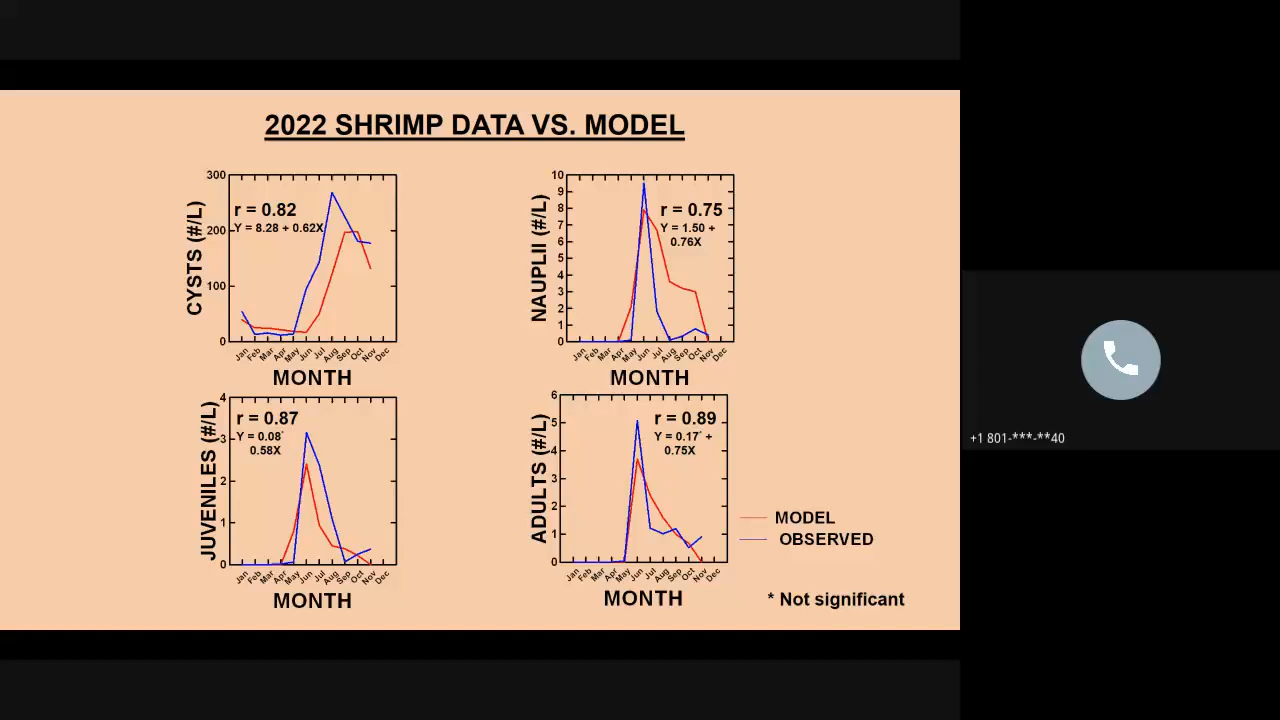 2022 SHRIMP DATA VS. MODEL
CYSTS (#/L)
300
200
100
0
r = 0.82
Y = 8.28 + 0.62X
Jan Feb Mar Apr May Jun Jul Aug Sep Oct Nov Dec
MONTH
NAUPLII (#/L)
10
9
8
7
6
5
4
3
2
1
0
r = 0.75
Y = 1.50 +
0.76X
Jan Feb Mar Apr May Jun Jul Aug Sep Oct Nov Dec
MONTH
JUVENILES (#/L)
4
3
2
1
0
r = 0.87
Y = 0.08*
0.58X
Jan Feb Mar Apr May Jun Jul Aug Sep Oct Nov Dec
MONTH
ADULTS (#/L)
6
5
4
3
2
1
0
r = 0.89
Y = 0.17* +
0.75X
Jan Feb Mar Apr May Jun Jul Aug Sep Oct Nov Dec
MONTH
MODEL
OBSERVED
* Not significant
+1 801-***-**40